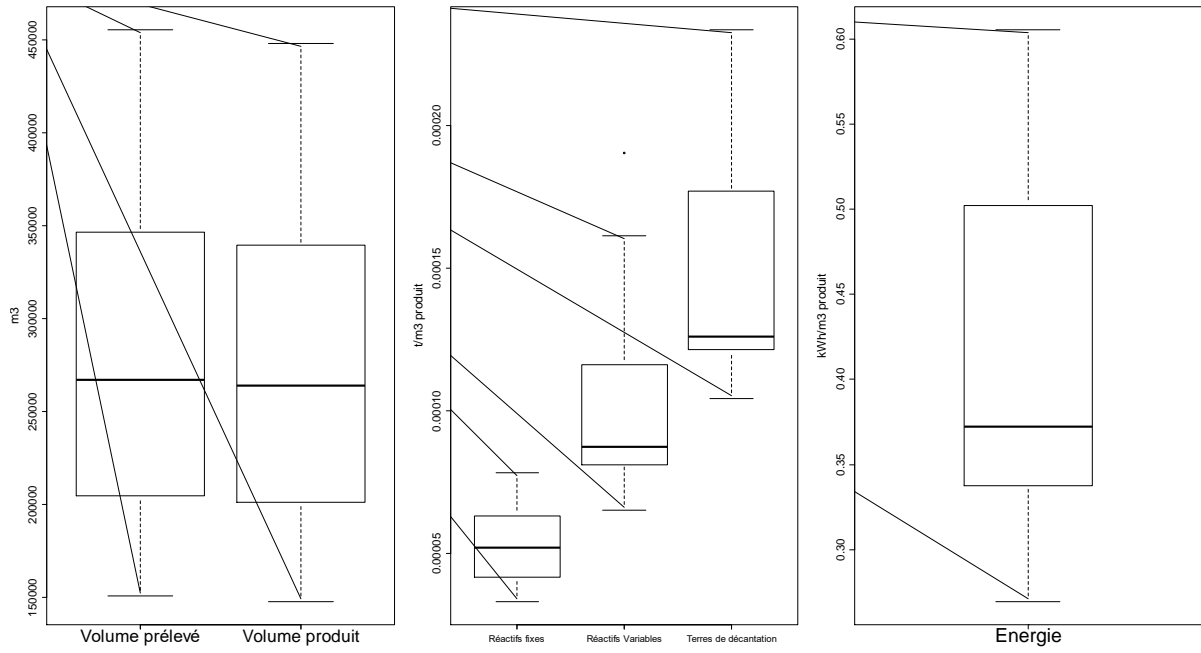 m3
450000
400000
350000
300000
250000
200000
150000
Volume prélevé
Volume produit
t/m3 produit
0.00020
0.00015
0.00010
0.00005
Réactifs fixes
Réactifs Variables
Terres de décantation
kWh/m3 produit
0.60
0.55
0.50
0.45
0.40
0.35
0.30
Energie